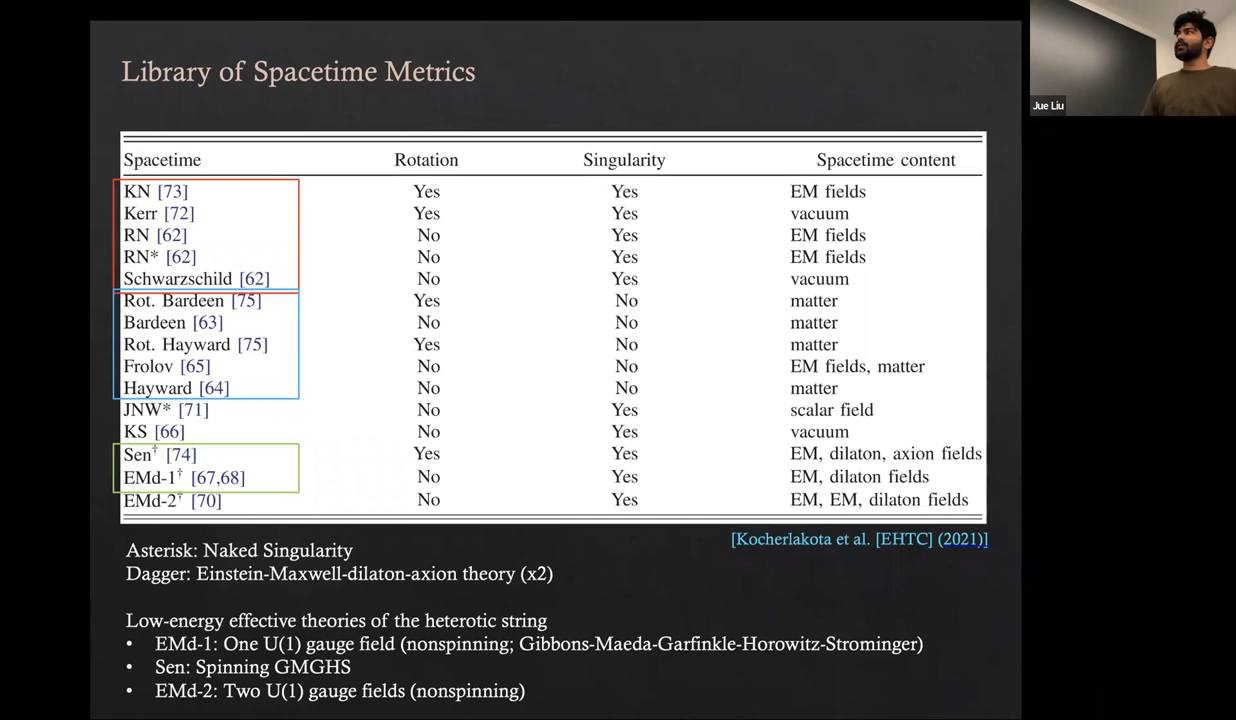 Library of Spacetime Metrics
Jue Liu
Spacetime Rotation Singularity Spacetime content
KN [73] Yes Yes EM fields
Kerr [72] Yes Yes vacuum
RN [62] No Yes EM fields
RN* [62] No Yes EM fields
Schwarzschild [62] No Yes vacuum
Rot. Bardeen [75] Yes No matter
Bardeen [63] No No matter
Rot. Hayward [75] Yes No matter
Frolov [65] No No EM fields, matter
Hayward [64] No No matter
JNW* [71] No Yes scalar field
KS [66] No Yes vacuum
Sen† [74] Yes Yes EM, dilaton, axion fields
EMd-1† [67,68] No Yes EM, dilaton fields
EMd-2† [70] No Yes EM, EM, dilaton fields
[Kocherlakota et al. [EHTC] (2021)]
Asterisk: Naked Singularity
Dagger: Einstein-Maxwell-dilaton-axion theory (x2)
Low-energy effective theories of the heterotic string
• EMd-1: One U(1) gauge field (nonspinning; Gibbons-Maeda-Garfinkle-Horowitz-Strominger)
• Sen: Spinning GMGHS
• EMd-2: Two U(1) gauge fields (nonspinning)